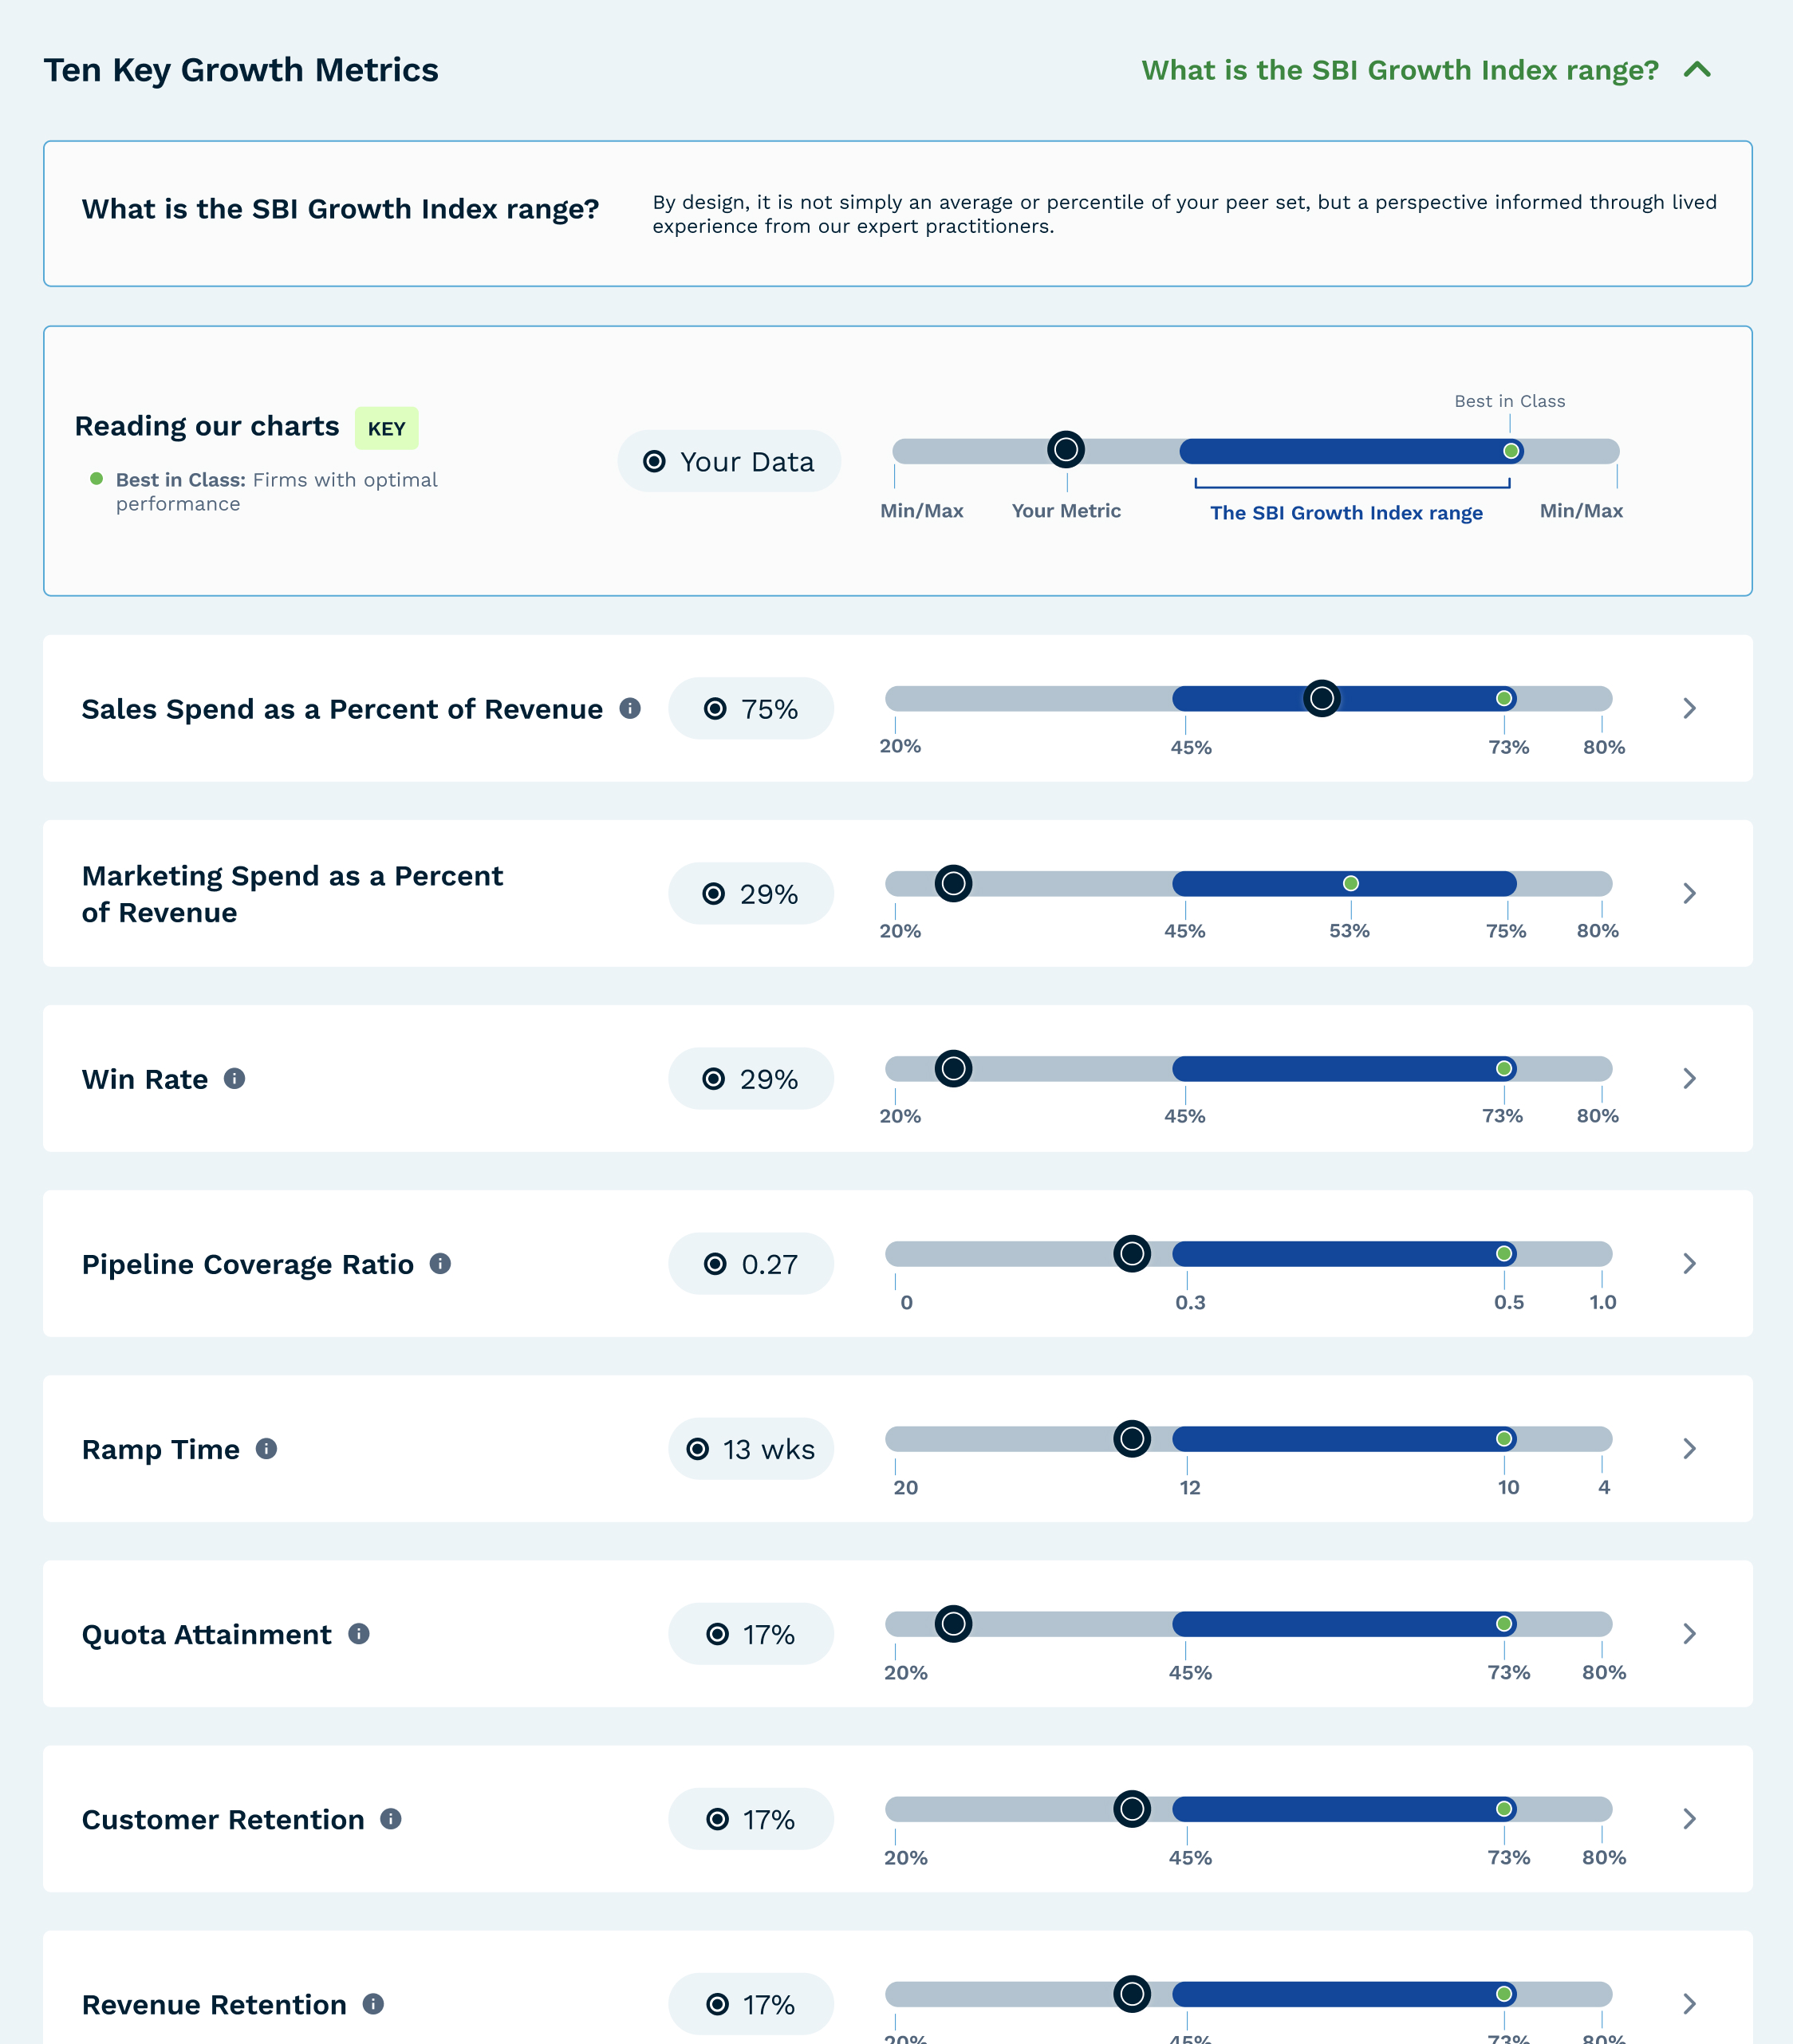 Ten Key Growth Metrics
What is the SBI Growth Index range?
What is the SBI Growth Index range?
By design, it is not simply an average or percentile of your peer set, but a perspective informed through lived
experience from our expert practitioners.
Reading our charts KEY
Best in Class: Firms with optimal
performance
Your Data
Best in Class
Min/Max Your Metric The SBI Growth Index range Min/Max
Sales Spend as a Percent of Revenue 75%
20% 45% 73% 80%
Marketing Spend as a Percent
of Revenue
29%
20% 45% 53% 75% 80%
Win Rate 29%
20% 45% 73% 80%
Pipeline Coverage Ratio 0.27
0 0.3 0.5 1.0
Ramp Time 13 wks
20 12 10 4
Quota Attainment 17%
20% 45% 73% 80%
Customer Retention 17%
20% 45% 73% 80%
Revenue Retention 17%
20% 45% 73% 80%